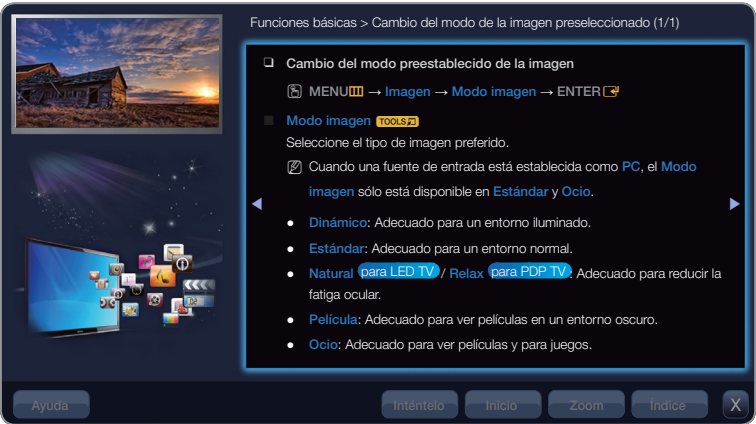 Funciones básicas > Cambio del modo de la imagen preseleccionado (1/1)
❑ Cambio del modo preestablecido de la imagen
MENU → Imagen → Modo imagen → ENTER
■ Modo imagen TOOLS
Seleccione el tipo de imagen preferido.
Cuando una fuente de entrada está establecida como PC, el Modo
imagen sólo está disponible en Estándar y Ocio.
● Dinámico: Adecuado para un entorno iluminado.
● Estándar: Adecuado para un entorno normal.
● Natural para LED TV / Relax para PDP TV: Adecuado para reducir la
fatiga ocular.
● Película: Adecuado para ver películas en un entorno oscuro.
● Ocio: Adecuado para ver películas y para juegos.
Ayuda Inténtelo Inicio Zoom Índice X